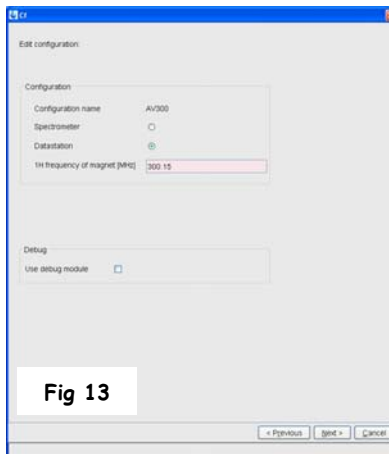 Cf
Edit configuration:
Configuration
Configuration name AV300
Spectrometer
Datastation
1H frequency of magnet [MHz] 300.15
Debug
Use debug module
Fig 13
< Previous Next > Cancel